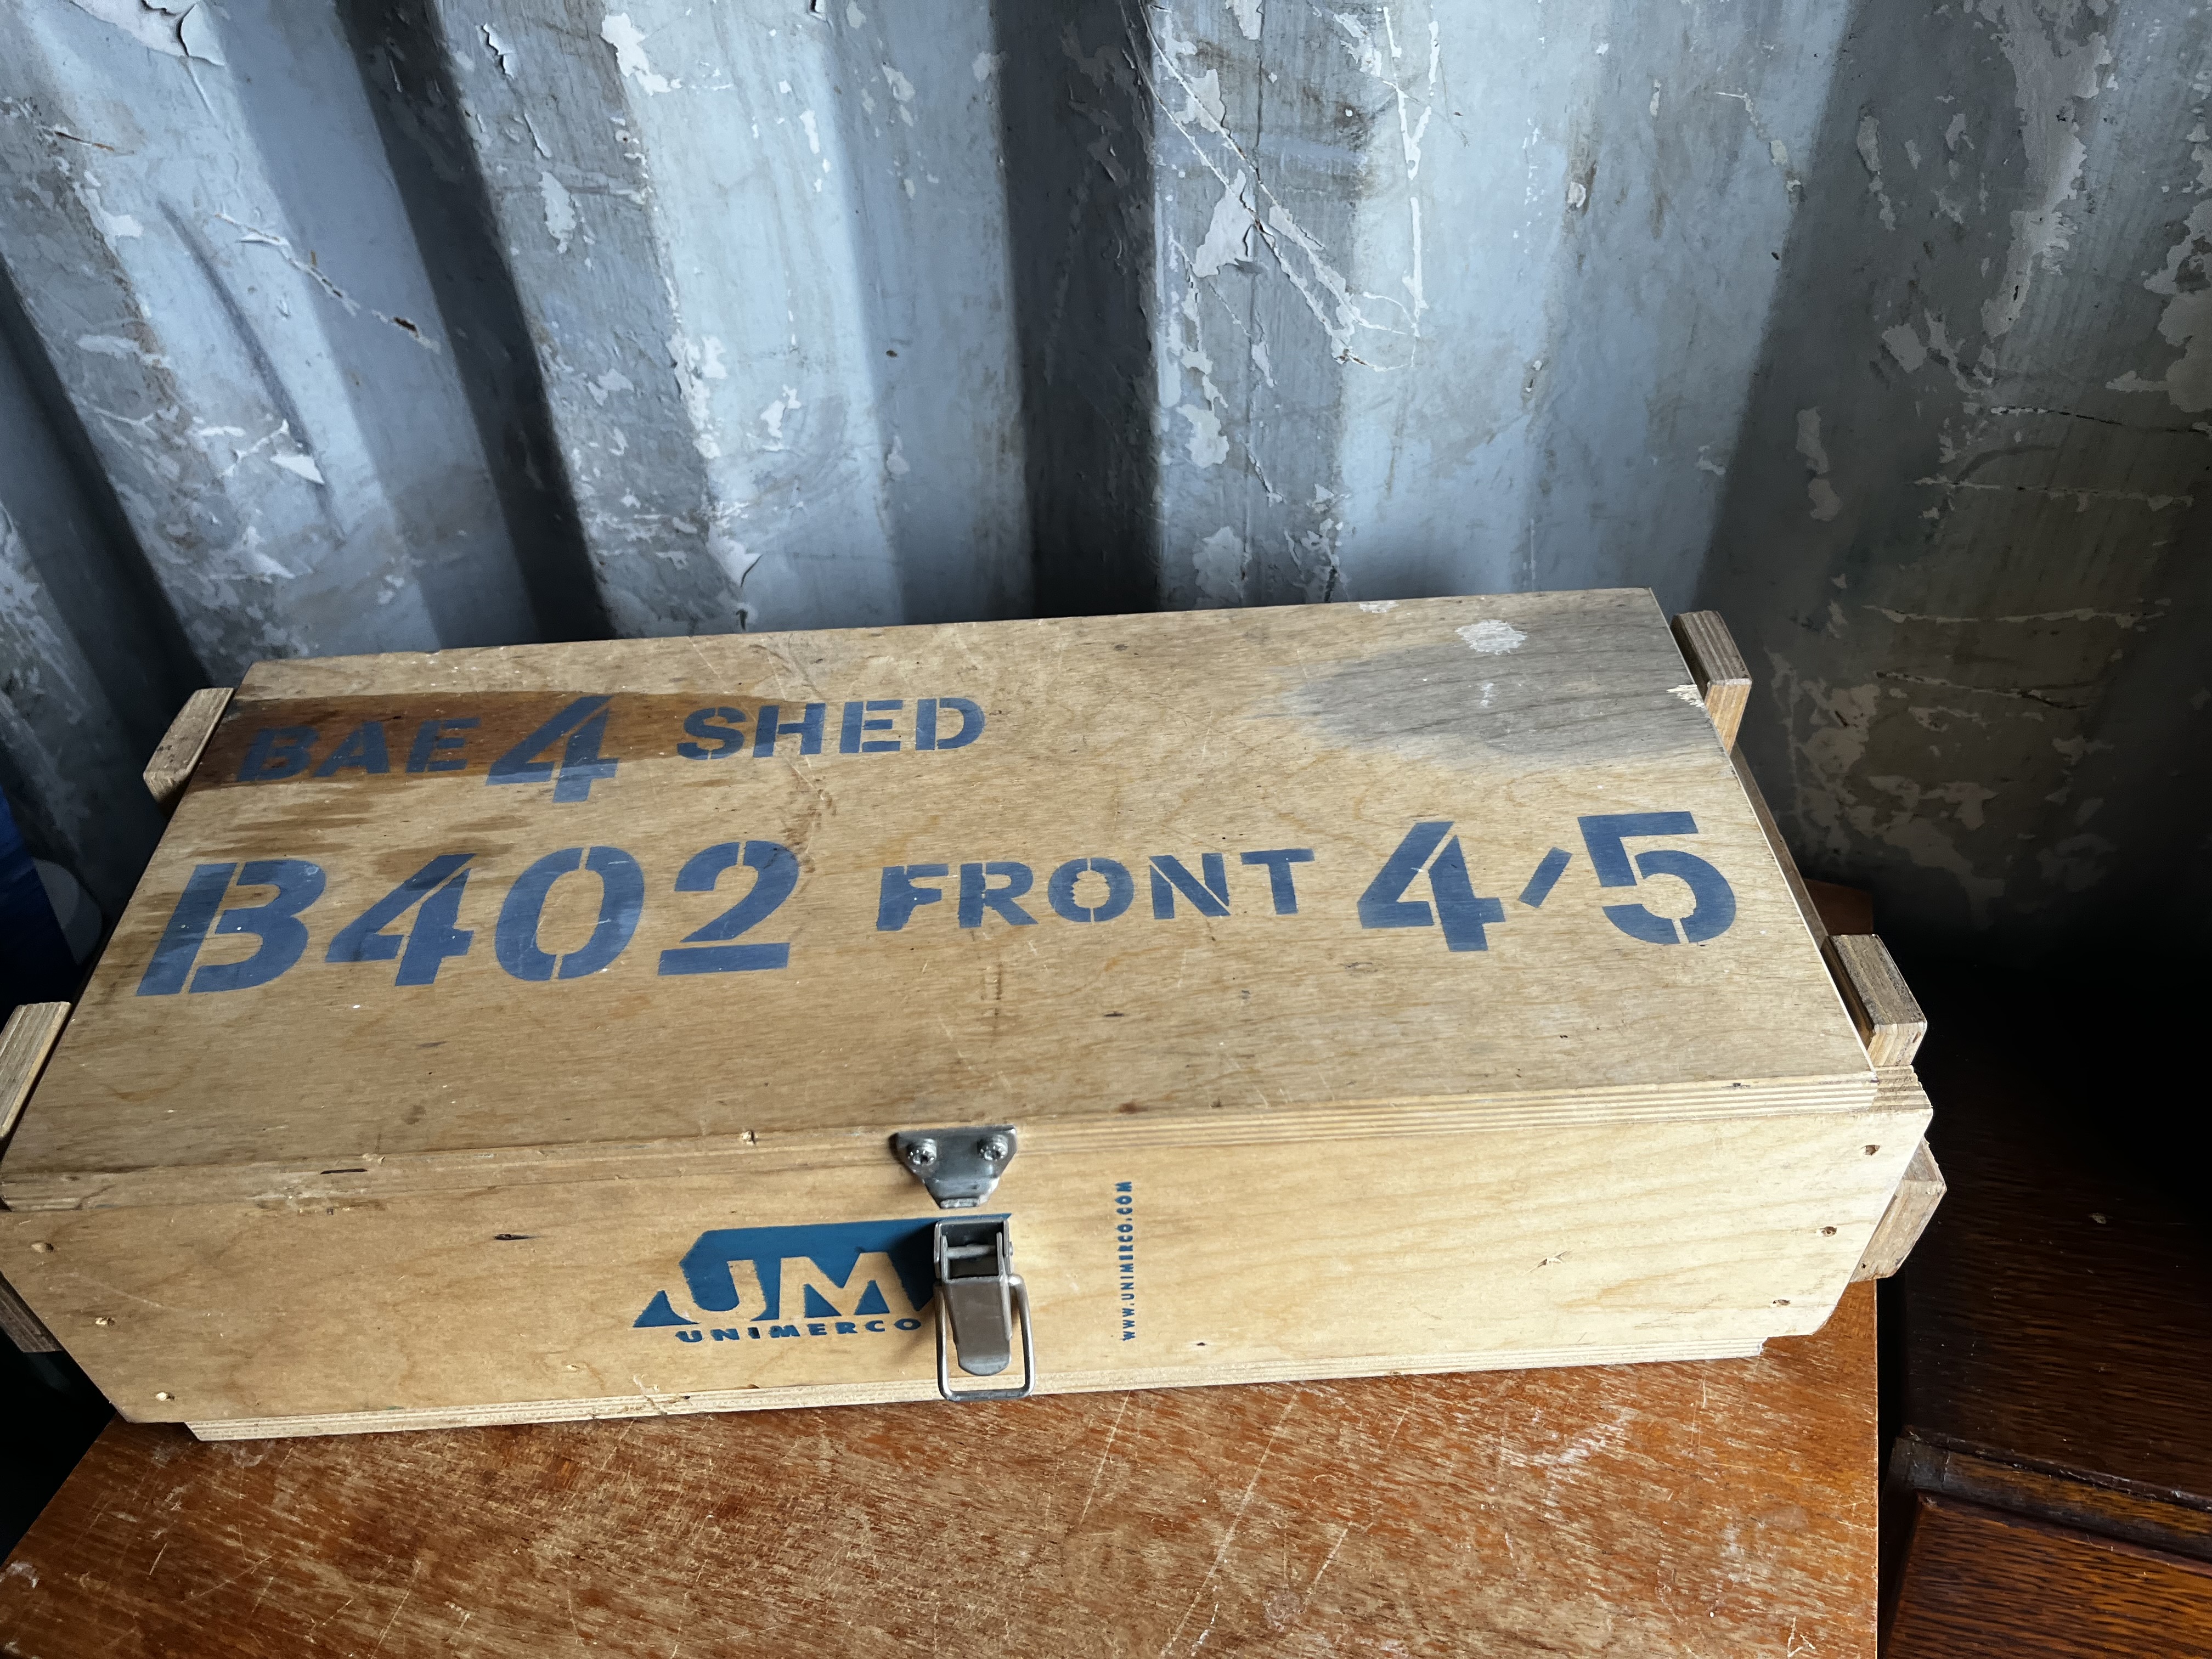 BAE 4 SHED
B402 FRONT 4/5
UM
UNIMERCO
WWW.UNIMERCO.COM